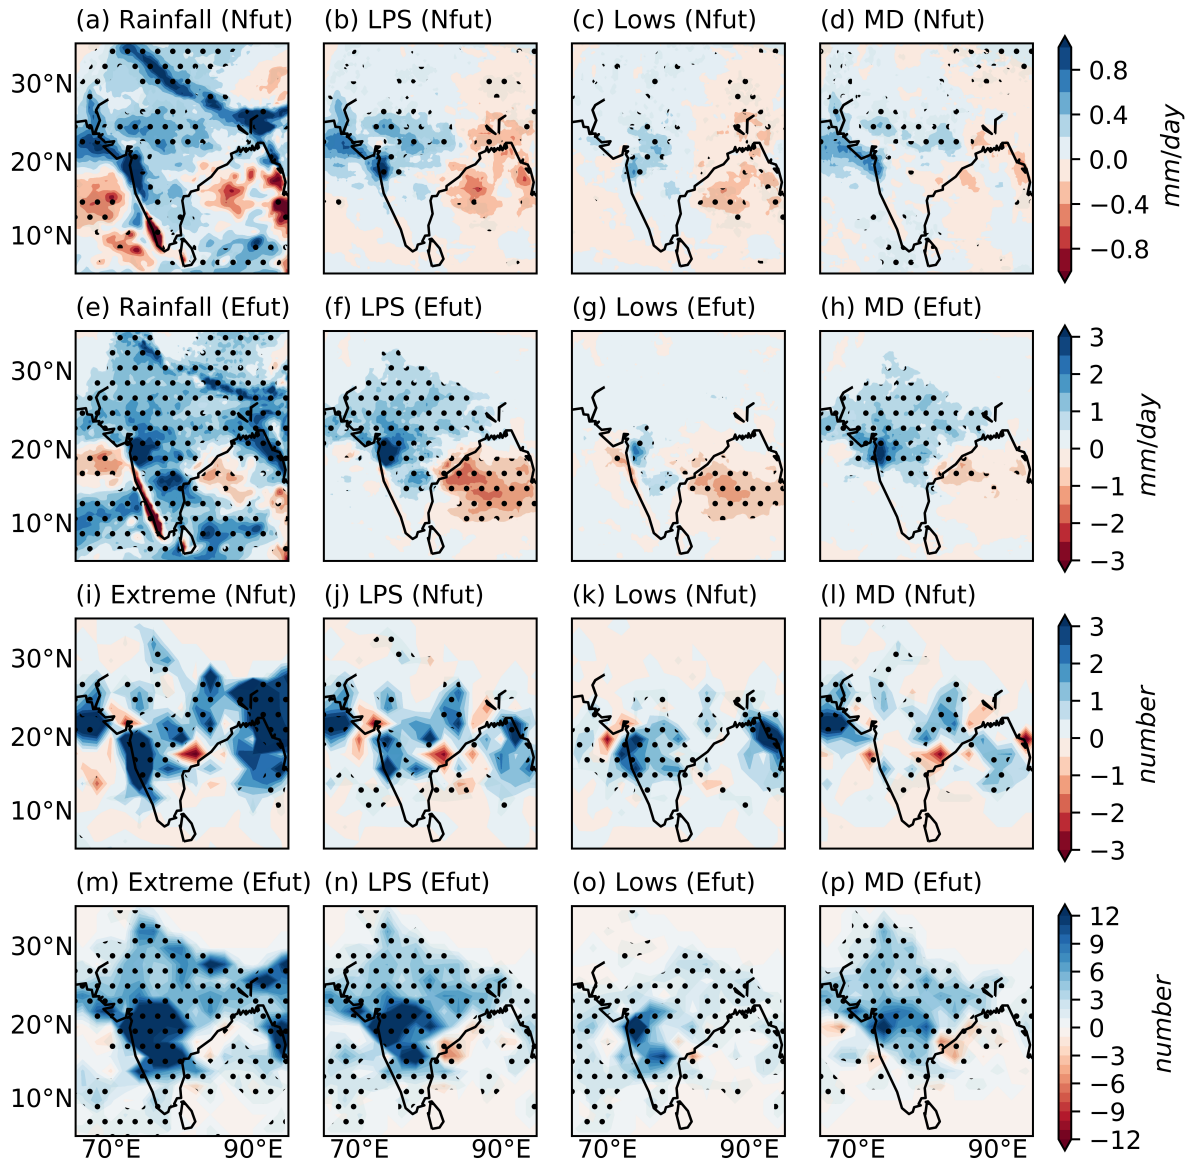 (a) Rainfall (Nfut) (b) LPS (Nfut) (c) Lows (Nfut) (d) MD (Nfut)
30°N
20°N
10°N
0.8
0.4
0.0
−0.4
−0.8
mm/day
(e) Rainfall (Efut) (f) LPS (Efut) (g) Lows (Efut) (h) MD (Efut)
30°N
20°N
10°N
3
2
1
0
−1
−2
−3
mm/day
(i) Extreme (Nfut) (j) LPS (Nfut) (k) Lows (Nfut) (l) MD (Nfut)
30°N
20°N
10°N
3
2
1
0
−1
−2
−3
number
(m) Extreme (Efut) (n) LPS (Efut) (o) Lows (Efut) (p) MD (Efut)
30°N
20°N
10°N
12
9
6
3
0
−3
−6
−9
−12
number
70°E 90°E 70°E 90°E 70°E 90°E 70°E 90°E